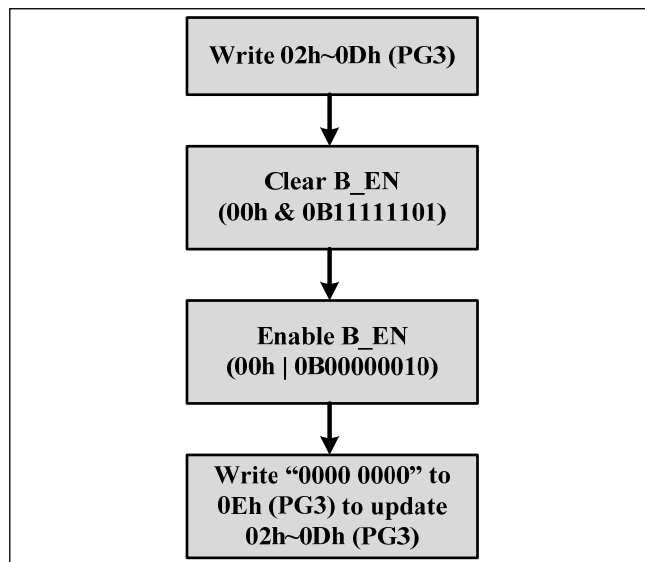 Write 02h~0Dh (PG3)
Clear B_EN
(00h & 0B11111101)
Enable B_EN
(00h | 0B00000010)
Write “0000 0000” to
0Eh (PG3) to update
02h~0Dh (PG3)